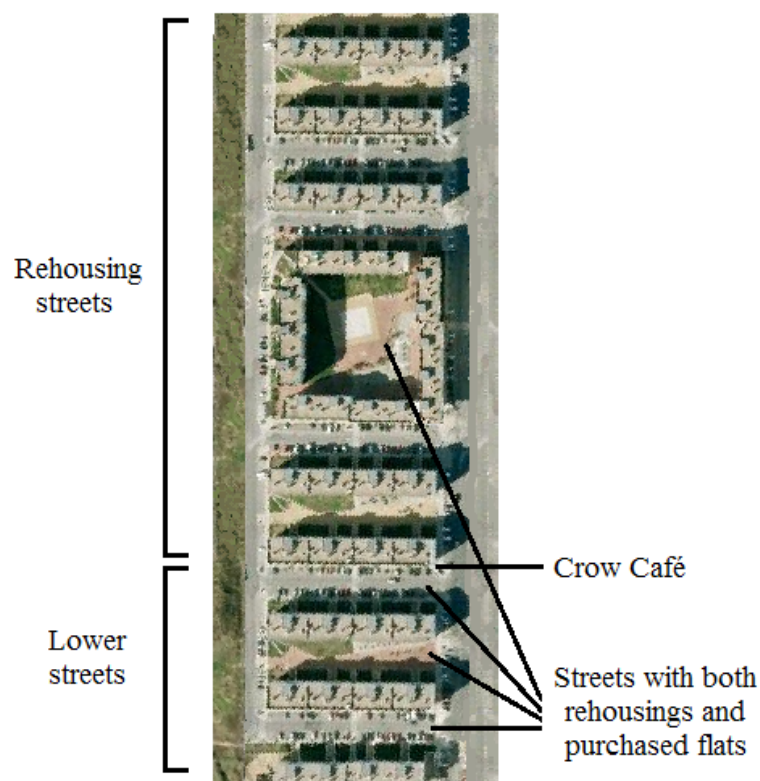 Rehousing
streets
Crow Café
Lower
streets
Streets with both
rehousings and
purchased flats